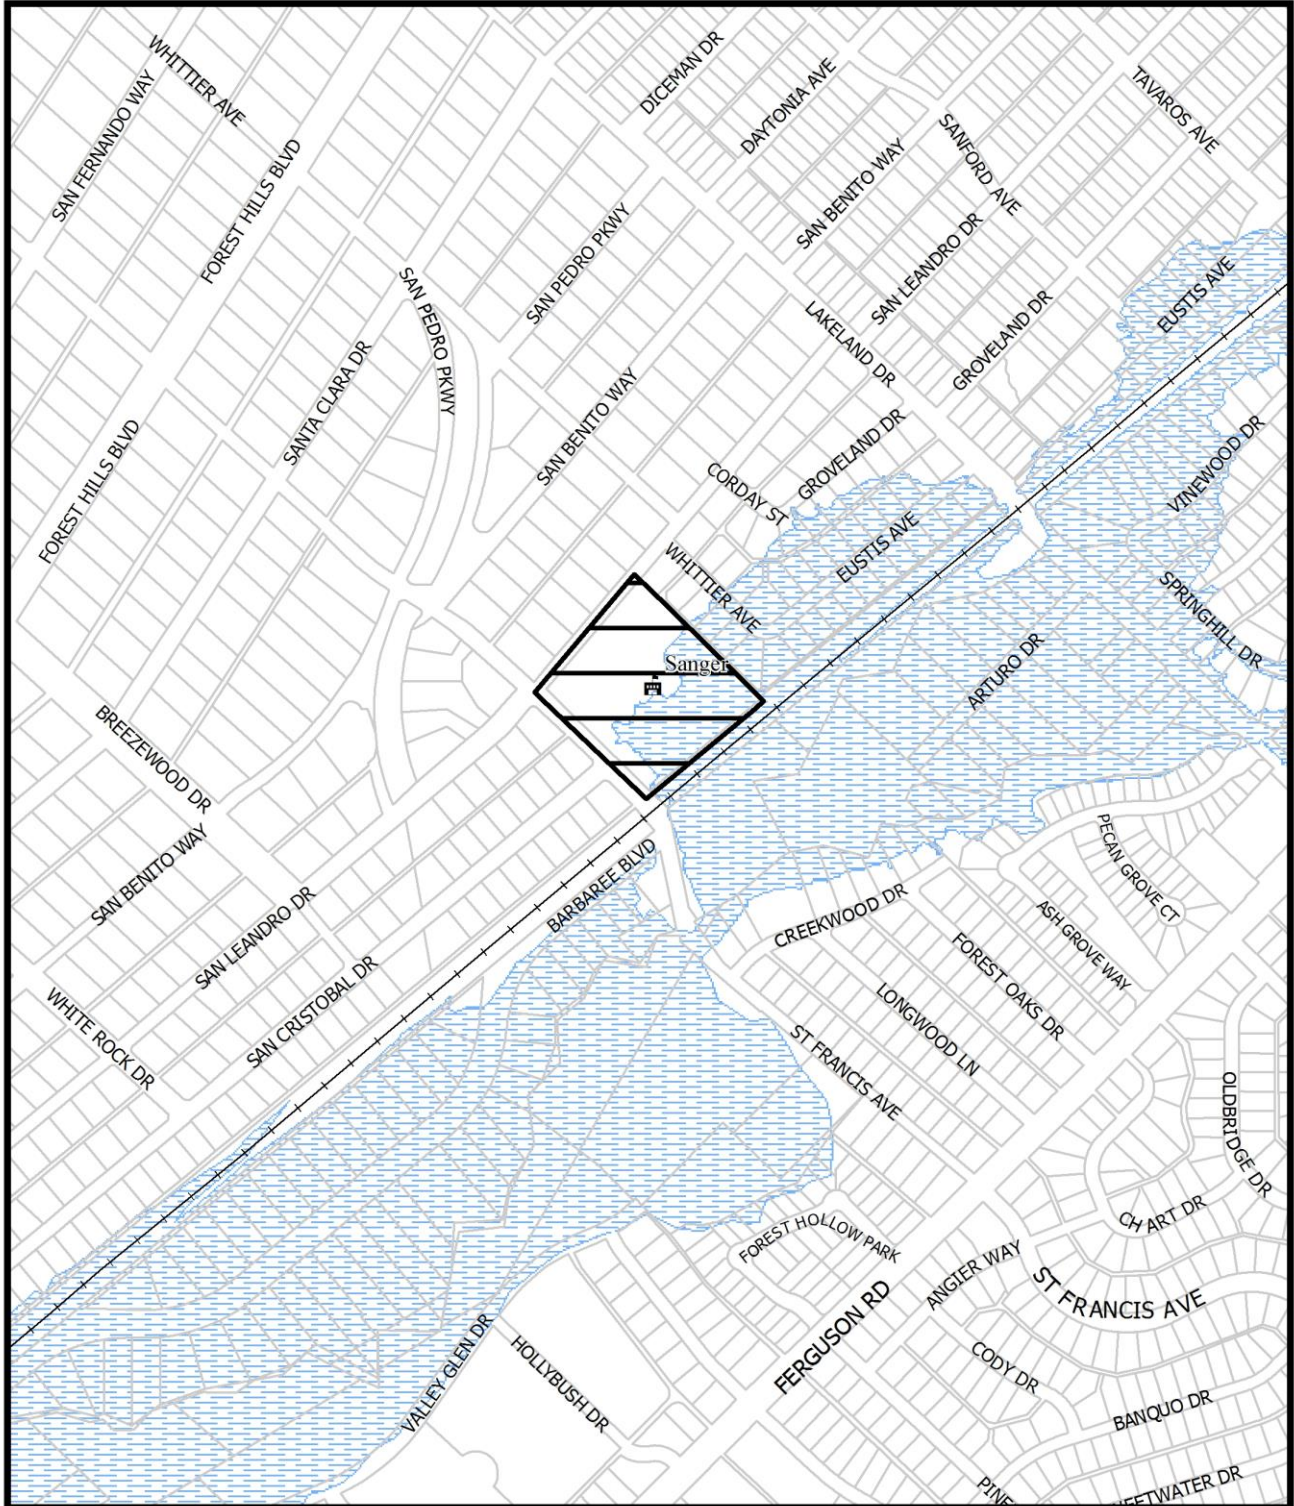 WHITTIER AVE
DICEMAN DR
DAYTONIA AVE
TAVAROS AVE
SAN FERNANDO WAY
FOREST HILLS BLVD
SAN BENITO WAY
SANFORD AVE
SAN PEDRO PKWY
SAN PEDRO PKWY
SAN LEANDRO DR
EUSTIS AVE
LAKELAND DR
GROVELAND DR
SANTA CLARA DR
SAN BENITO WAY
FOREST HILLS BLVD
GROVELAND DR
CORDAY ST
VINEWOOD DR
EUSTIS AVE
WHITTIER AVE
SPRINGHILL DR
ARTURO DR
Sanger
BREEZEWOOD DR
SAN BENITO WAY
BARBAREE BLVD
PECAN GROVE CT
SAN LEANDRO DR
CREEKWOOD DR
ASH GROVE WAY
FOREST OAKS DR
SAN CRISTOBAL DR
LONGWOOD LN
WHITE ROCK DR
ST FRANCIS AVE
OLDBRIDGE DR
CHART DR
FOREST HOLLOW PARK
ANGIER WAY
ST FRANCIS AVE
FERGUSON RD
VALLEY GLEN DR
HOLLYBUSH DR
CODY DR
BANQUO DR
PINE
EETWATER DR